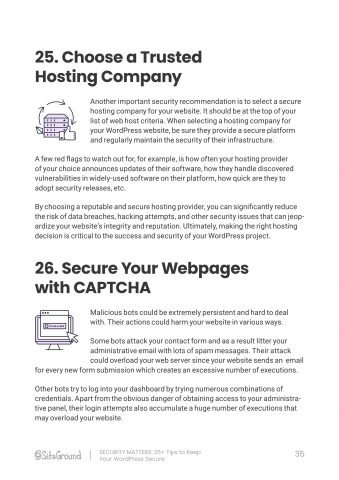 25. Choose a Trusted
Hosting Company
Another important security recommendation is to select a secure
hosting company for your website. It should be at the top of your
list of web host criteria. When selecting a hosting company for
your WordPress website, be sure they provide a secure platform
and regularly maintain the security of their infrastructure.
A few red flags to watch out for, for example, is how often your hosting provider
of your choice announces updates of their software, how they handle discovered
vulnerabilities in widely-used software on their platform, how quick are they to
adopt security releases, etc.
By choosing a reputable and secure hosting provider, you can significantly reduce
the risk of data breaches, hacking attempts, and other security issues that can jeop-
ardize your website's integrity and reputation. Ultimately, making the right hosting
decision is critical to the success and security of your WordPress project.
26. Secure Your Webpages
with CAPTCHA
Malicious bots could be extremely persistent and hard to deal
with. Their actions could harm your website in various ways.
Some bots attack your contact form and as a result litter your
administrative email with lots of spam messages. Their attack
could overload your web server since your website sends an email
for every new form submission which creates an excessive number of executions.
Other bots try to log into your dashboard by trying numerous combinations of
credentials. Apart from the obvious danger of obtaining access to your administra-
tive panel, their login attempts also accumulate a huge number of executions that
may overload your website.
SiteGround
SECURITY MATTERS: 25+ Tips to Keep
Your WordPress Secure
35